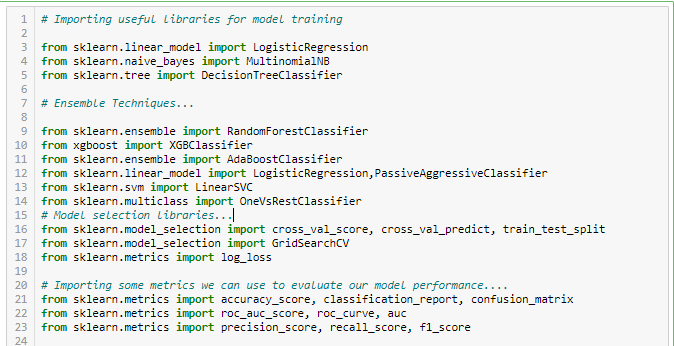 1 # Importing useful libraries for model training
2
3 from sklearn.linear_model import LogisticRegression
4 from sklearn.naive_bayes import MultinomialNB
5 from sklearn.tree import DecisionTreeClassifier
6
7 # Ensemble Techniques...
8
9 from sklearn.ensemble import RandomForestClassifier
10 from xgboost import XGBClassifier
11 from sklearn.ensemble import AdaBoostClassifier
12 from sklearn.linear_model import LogisticRegression,PassiveAggressiveClassifier
13 from sklearn.svm import LinearSVC
14 from sklearn.multiclass import OneVsRestClassifier
15 # Model selection libraries...
16 from sklearn.model_selection import cross_val_score, cross_val_predict, train_test_split
17 from sklearn.model_selection import GridSearchCV
18 from sklearn.metrics import log_loss
19
20 # Importing some metrics we can use to evaluate our model performance....
21 from sklearn.metrics import accuracy_score, classification_report, confusion_matrix
22 from sklearn.metrics import roc_auc_score, roc_curve, auc
23 from sklearn.metrics import precision_score, recall_score, f1_score
24